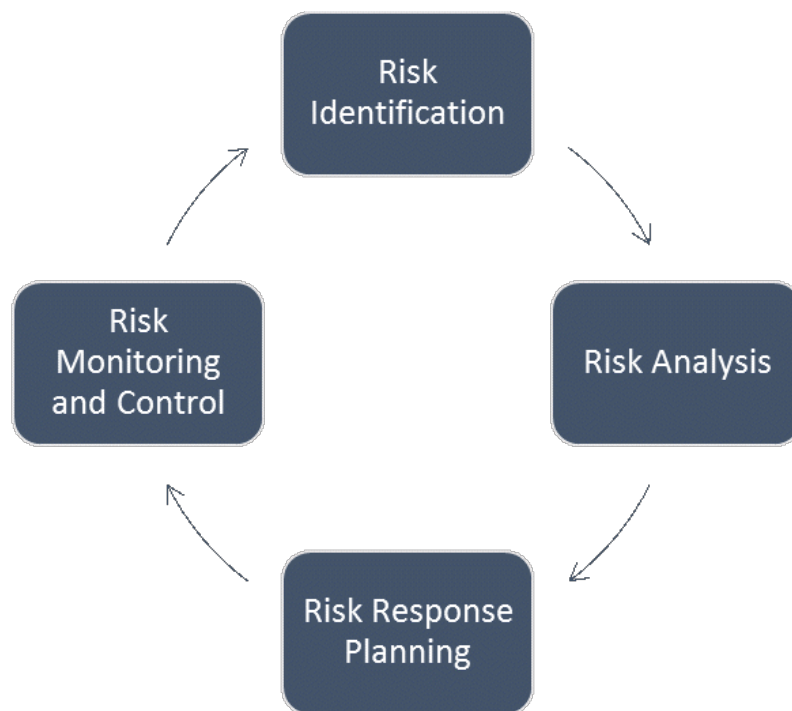 Risk
Identification
Risk Analysis
Risk Response
Planning
Risk
Monitoring
and Control